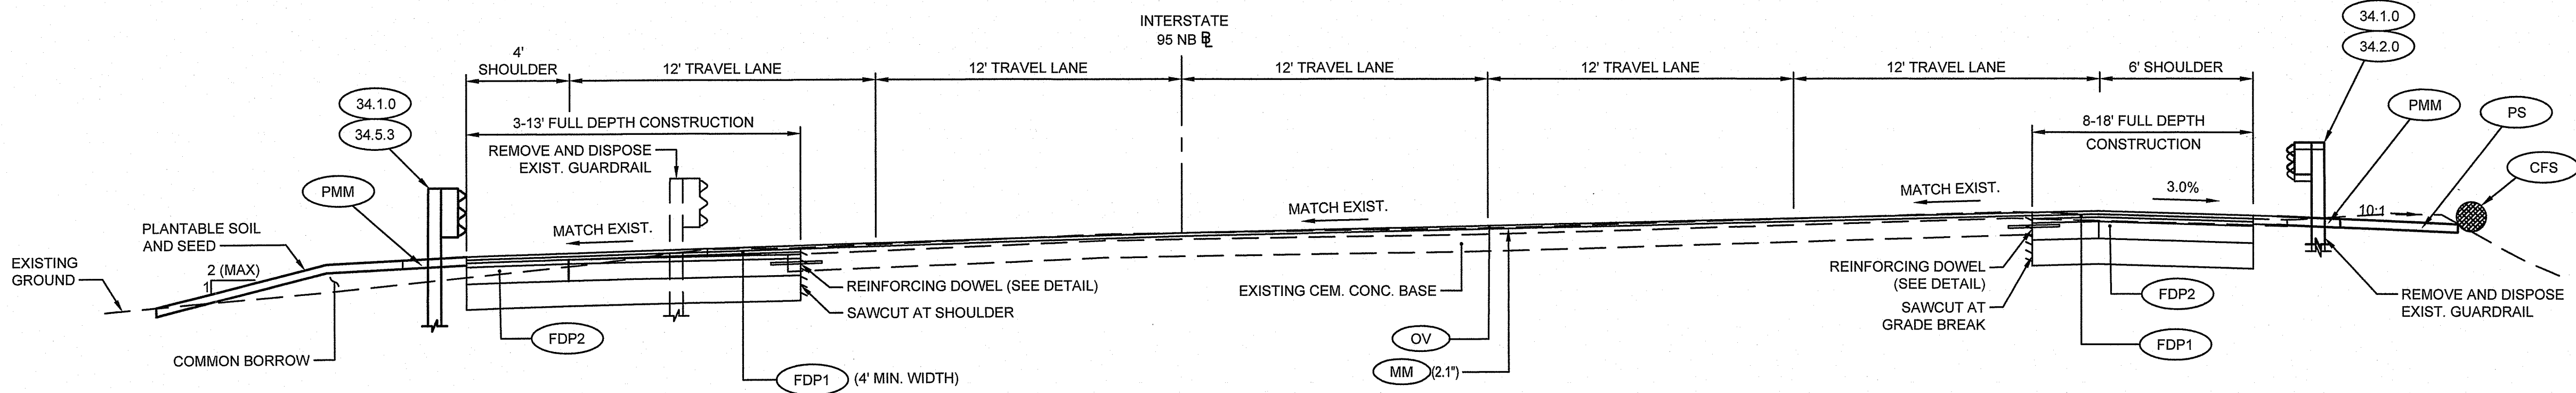 INTERSTATE
95 NB BL
34.1.0
34.2.0
4'
SHOULDER
12' TRAVEL LANE
12' TRAVEL LANE
12' TRAVEL LANE
12' TRAVEL LANE
12' TRAVEL LANE
6' SHOULDER
34.1.0
34.5.3
3-13' FULL DEPTH CONSTRUCTION
8-18' FULL DEPTH
CONSTRUCTION
PMM
PS
CFS
REMOVE AND DISPOSE
EXIST. GUARDRAIL
PMM
PLANTABLE SOIL
AND SEED
MATCH EXIST.
MATCH EXIST.
MATCH EXIST.
3.0%
10:1
EXISTING
GROUND
2 (MAX)
1
REINFORCING DOWEL (SEE DETAIL)
SAWCUT AT SHOULDER
EXISTING CEM. CONC. BASE
REINFORCING DOWEL
(SEE DETAIL)
SAWCUT AT
GRADE BREAK
FDP2
REMOVE AND DISPOSE
EXIST. GUARDRAIL
COMMON BORROW
FDP2
OV
FDP1
FDP1 (4' MIN. WIDTH)
MM (2.1")